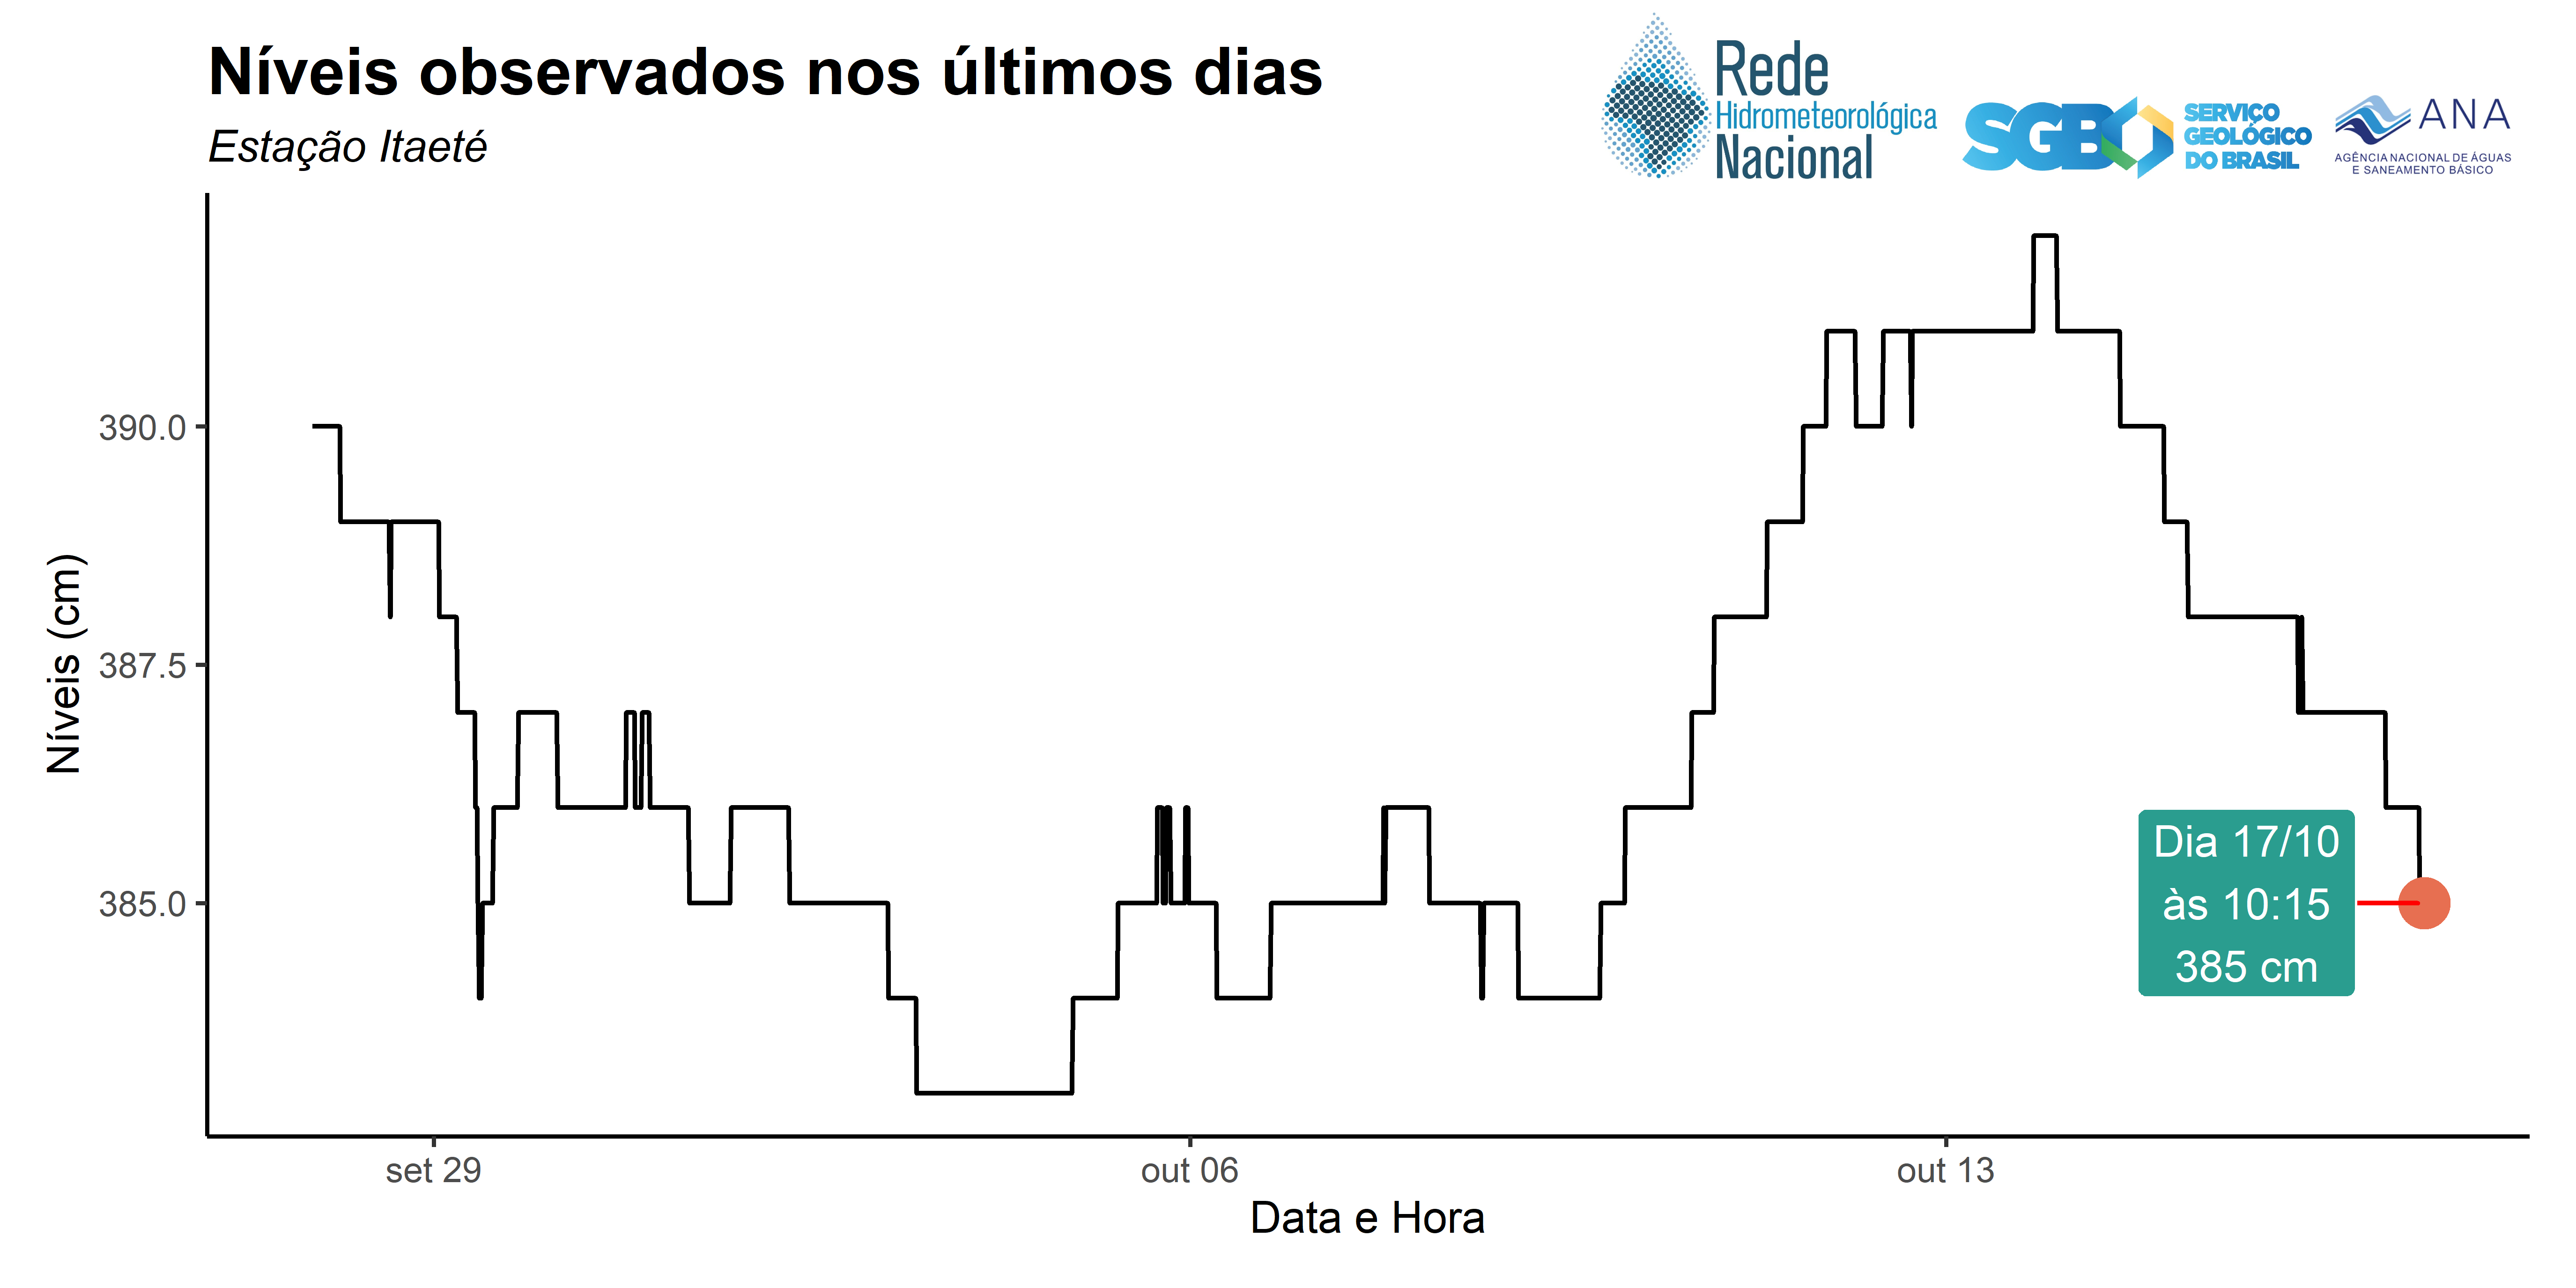 Níveis observados nos últimos dias
Estação Itaeté
Rede
Hidrometeorológica
Nacional
SGB
SERVIÇO
GEOLÓGICO
DO BRASIL
ANA
AGÊNCIA NACIONAL DE ÁGUAS
E SANEAMENTO BÁSICO
Níveis (cm)
390.0
387.5
385.0
Dia 17/10
às 10:15
385 cm
set 29
out 06
out 13
Data e Hora